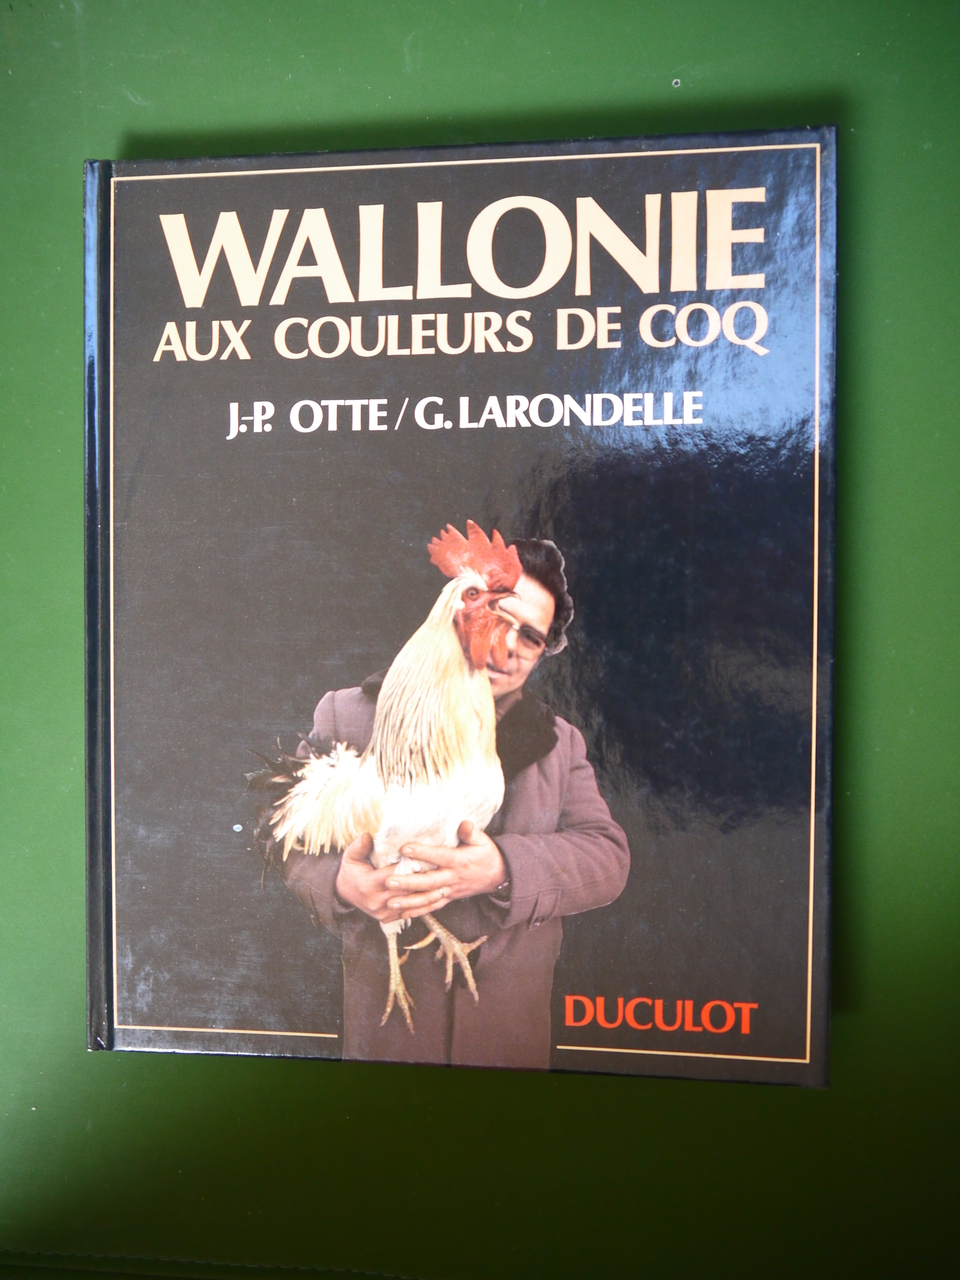 WALLONIE
AUX COULEURS DE COQ
J.-P. OTTE / G. LARONDELLE
DUCULOT